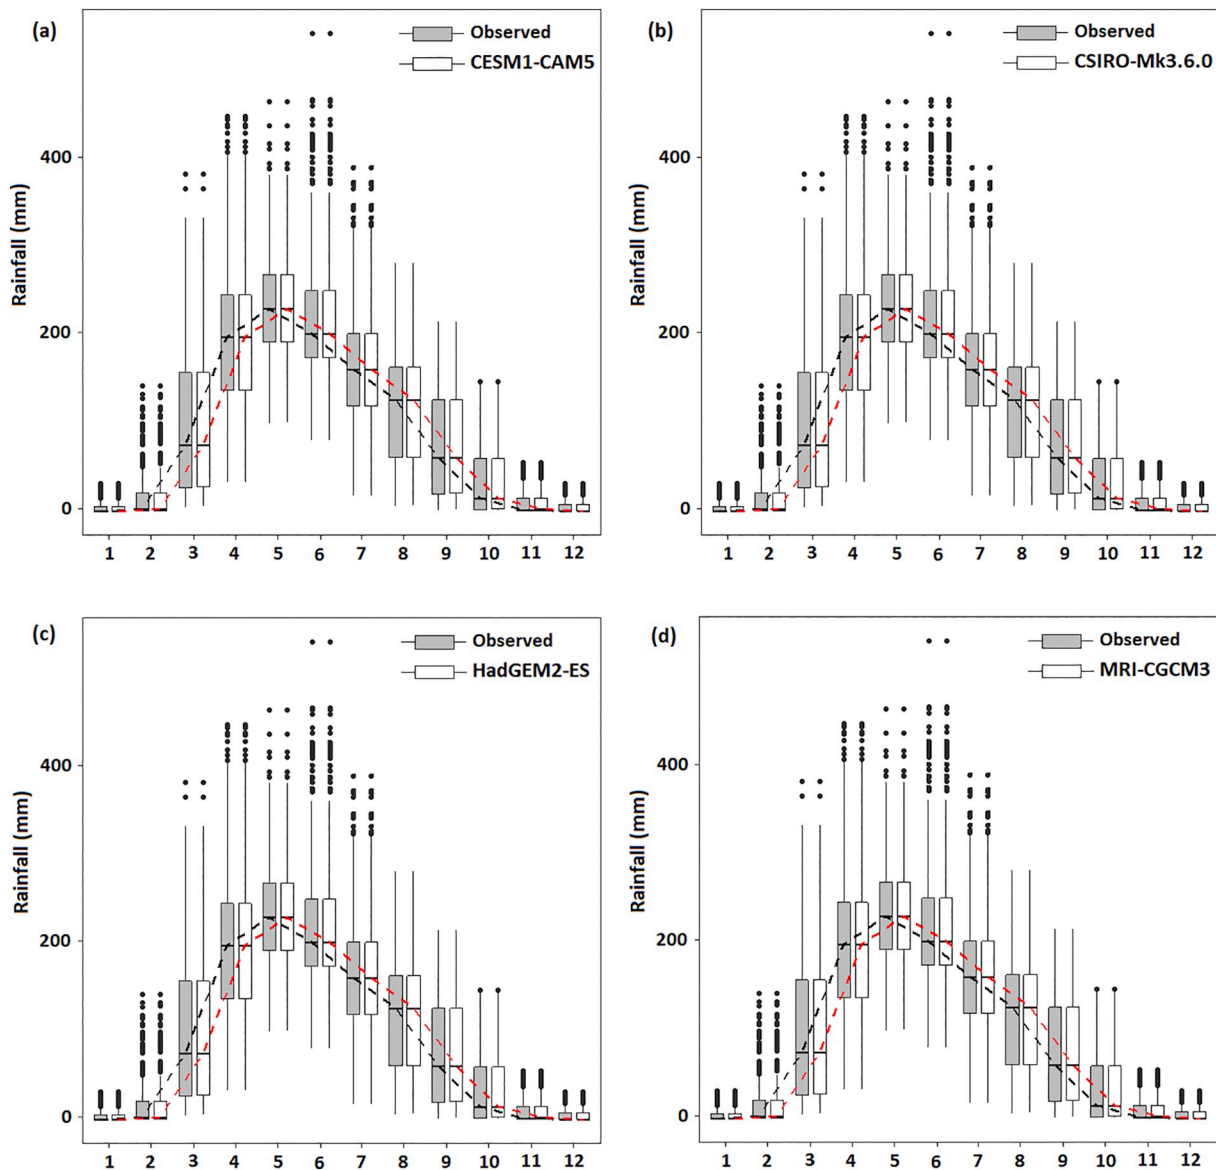 (a)
Observed
CESM1-CAM5
Rainfall (mm)
400
200
0
1 2 3 4 5 6 7 8 9 10 11 12
(b)
Observed
CSIRO-Mk3.6.0
Rainfall (mm)
400
200
0
1 2 3 4 5 6 7 8 9 10 11 12
(c)
Observed
HadGEM2-ES
Rainfall (mm)
400
200
0
1 2 3 4 5 6 7 8 9 10 11 12
(d)
Observed
MRI-CGCM3
Rainfall (mm)
400
200
0
1 2 3 4 5 6 7 8 9 10 11 12